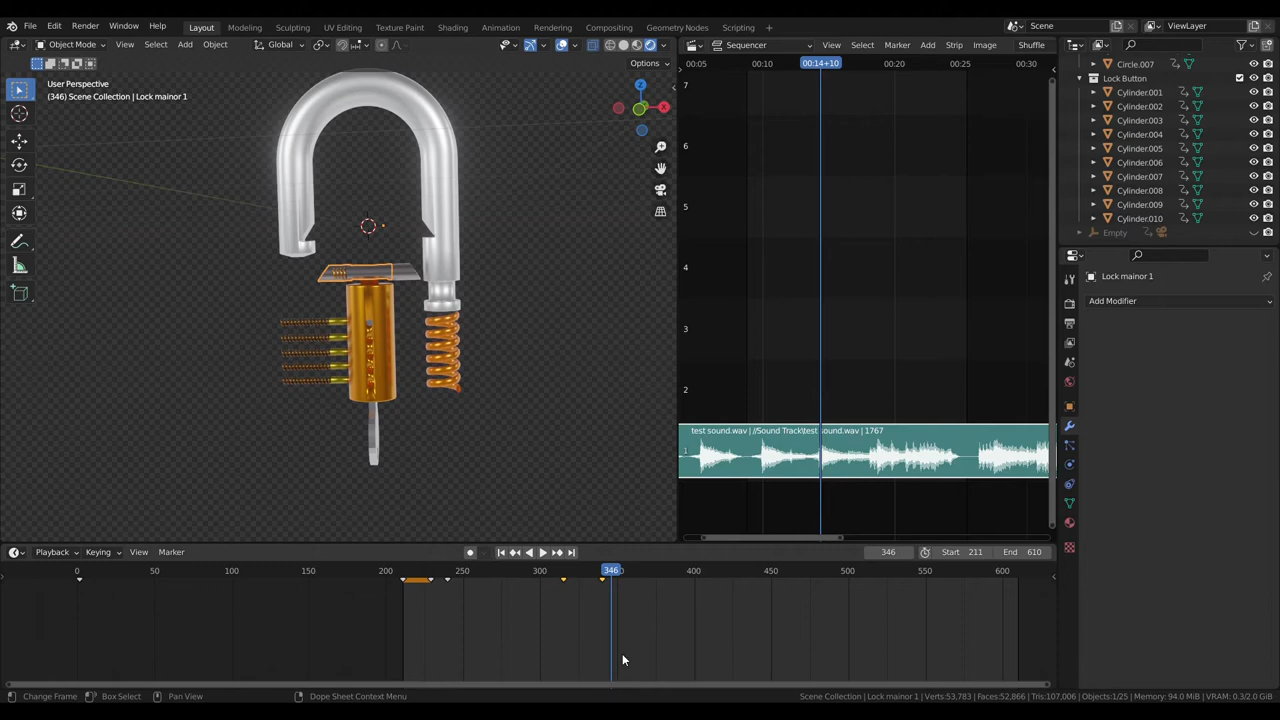 File Edit Render Window Help Layout Modeling Sculpting UV Editing Texture Paint Shading Animation Rendering Compositing Geometry Nodes Scripting + Scene ViewLayer
Object Mode View Select Add Object Global
Options
User Perspective
(346) Scene Collection | Lock mainor 1
Z
X
Sequencer View Select Marker Add Strip Image Shuffle
00:05 00:10 00:14+10 00:20 00:25 00:30
7
6
5
4
3
2
1
test sound.wav | //Sound Track\test sound.wav | 1767
Circle.007
Lock Button
Cylinder.001
Cylinder.002
Cylinder.003
Cylinder.004
Cylinder.005
Cylinder.006
Cylinder.007
Cylinder.008
Cylinder.009
Cylinder.010
Empty
Lock mainor 1
Add Modifier
Playback Keying View Marker 346 Start 211 End 610
0 50 100 150 200 250 300 346 0 400 450 500 550 600
Change Frame Box Select Pan View Dope Sheet Context Menu Scene Collection | Lock mainor 1 | Verts:53,783 | Faces:52,866 | Tris:107,006 | Objects:1/25 | Memory: 94.0 MiB | VRAM: 0.3/2.0 GiB